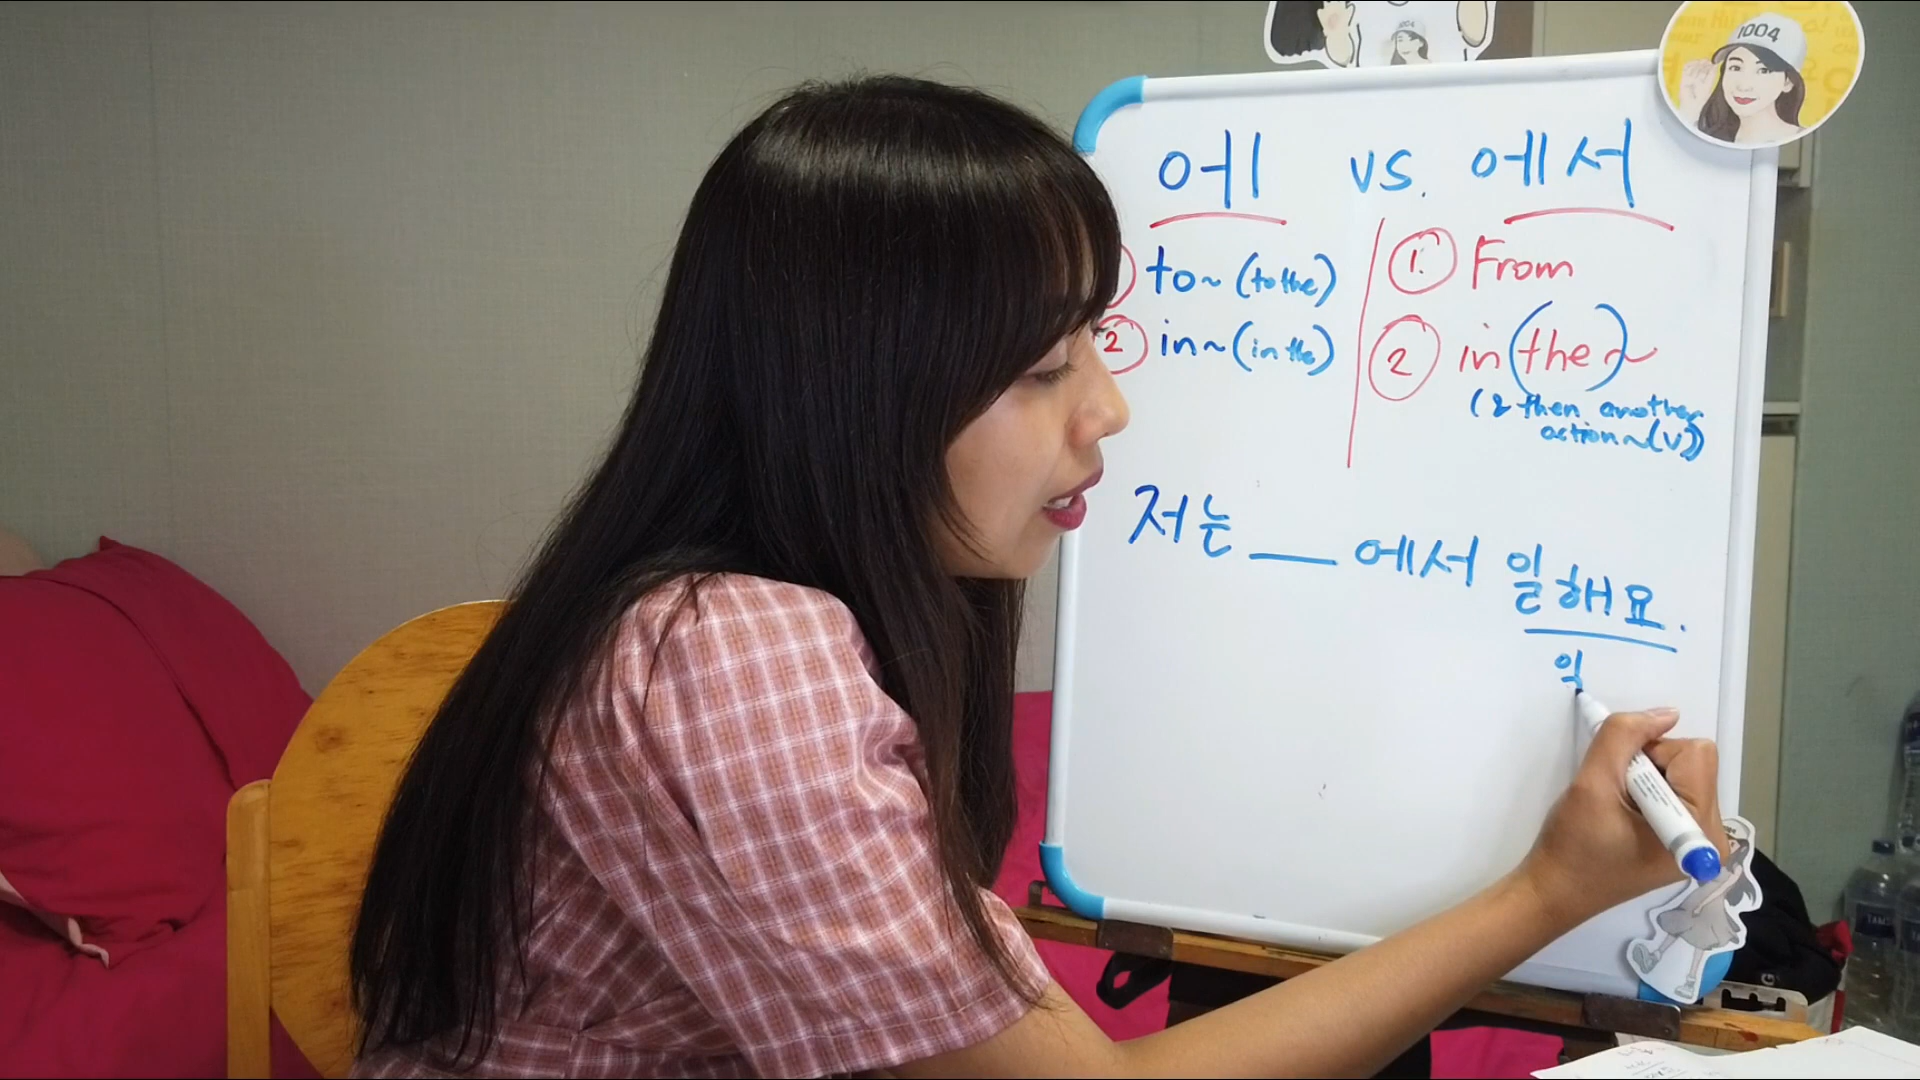 에 vs. 에서
to~ (to the)
② in~ (in the)
①. From
② in (the) ~
(& then another
action~(V))
저는 ___ 에서 일해요.
일
1004
1004